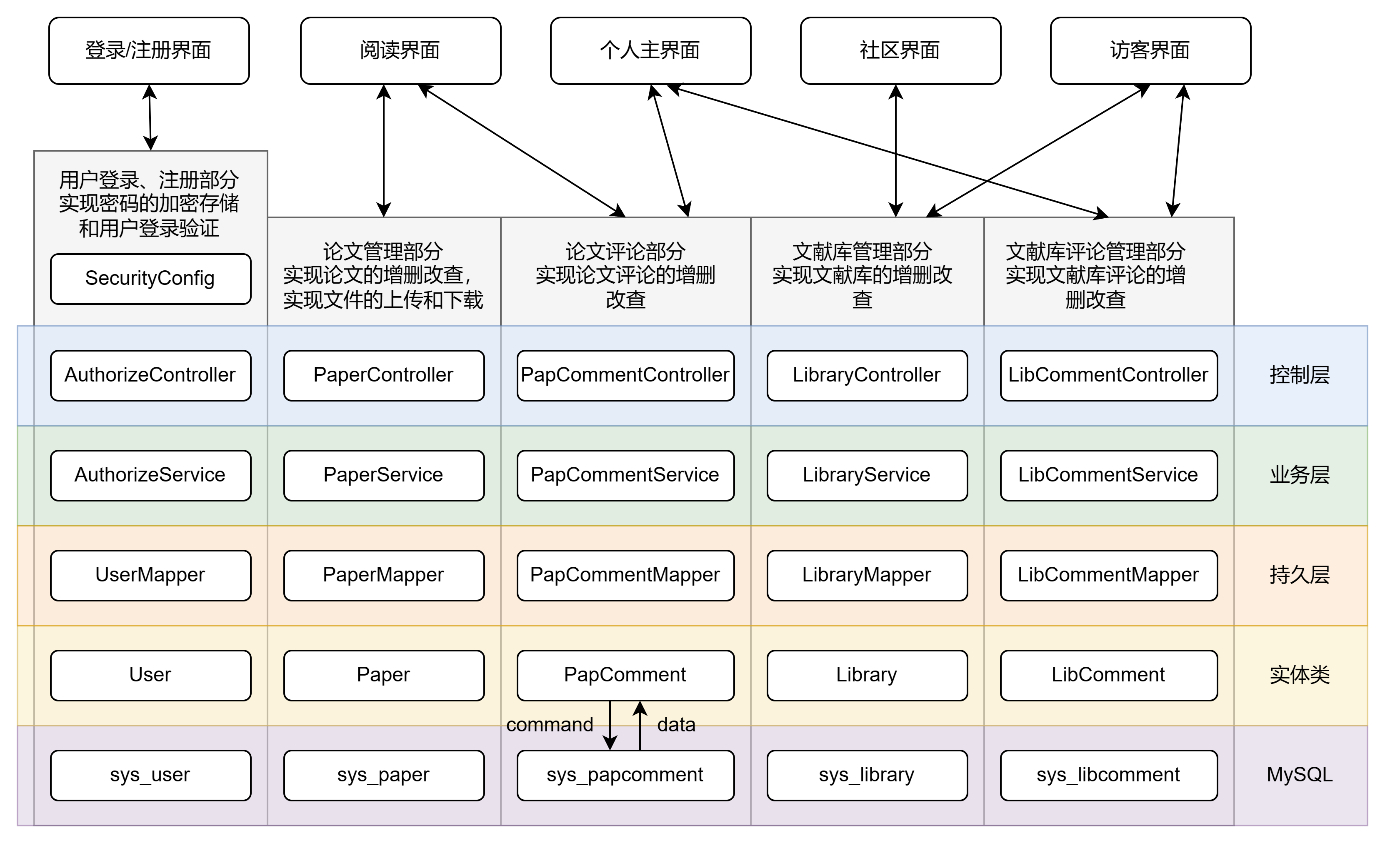 登录/注册界面
阅读界面
个人主界面
社区界面
访客界面
用户登录、注册部分
实现密码的加密存储
和用户登录验证
SecurityConfig
论文管理部分
实现论文的增删改查，
实现文件的上传和下载
论文评论部分
实现论文评论的增删
改查
文献库管理部分
实现文献库的增删改
查
文献库评论管理部分
实现文献库评论的增
删改查
AuthorizeController
PaperController
PapCommentController
LibraryController
LibCommentController
控制层
AuthorizeService
PaperService
PapCommentService
LibraryService
LibCommentService
业务层
UserMapper
PaperMapper
PapCommentMapper
LibraryMapper
LibCommentMapper
持久层
User
Paper
PapComment
Library
LibComment
实体类
command
data
sys_user
sys_paper
sys_papcomment
sys_library
sys_libcomment
MySQL